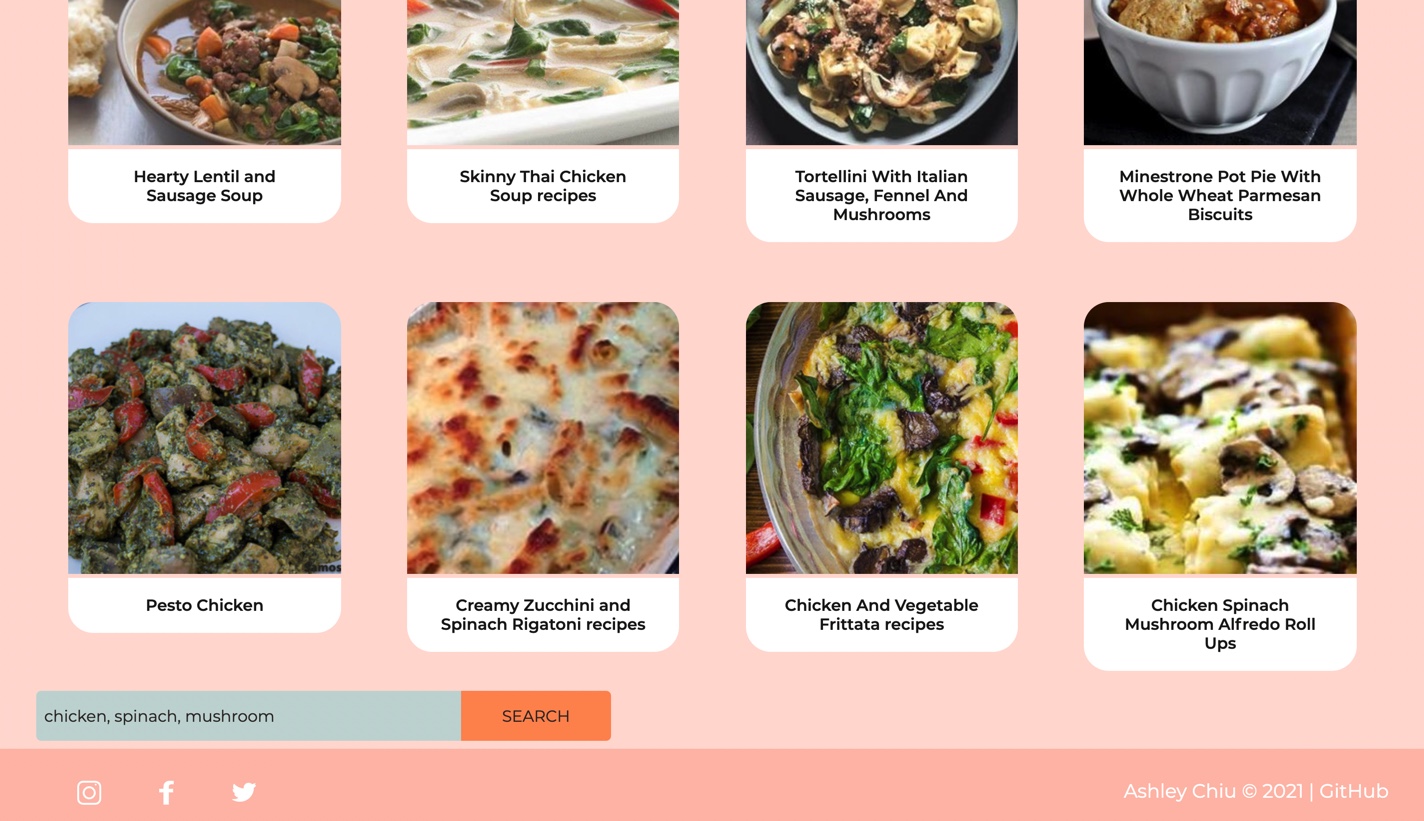 Hearty Lentil and
Sausage Soup
Skinny Thai Chicken
Soup recipes
Tortellini With Italian
Sausage, Fennel And
Mushrooms
Minestrone Pot Pie With
Whole Wheat Parmesan
Biscuits
Pesto Chicken
Creamy Zucchini and
Spinach Rigatoni recipes
Chicken And Vegetable
Frittata recipes
Chicken Spinach
Mushroom Alfredo Roll
Ups
chicken, spinach, mushroom
SEARCH
Ashley Chiu © 2021 | GitHub